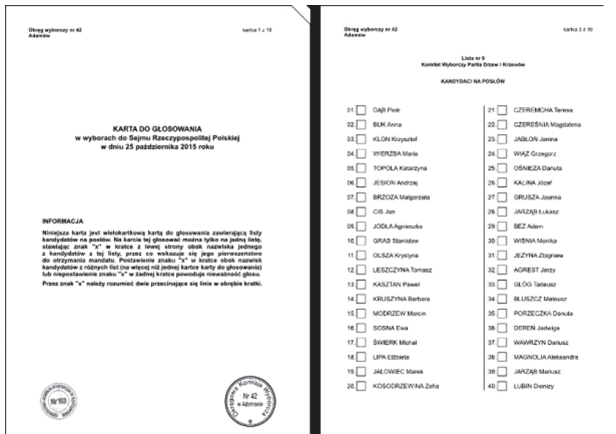 Okręg wyborczy nr 42
Adamów
kartka 1 z 16
KARTA DO GŁOSOWANIA
w wyborach do Sejmu Rzeczypospolitej Polskiej
w dniu 25 października 2015 roku
INFORMACJA
Niniejsza karta jest wielokartkową kartą do głosowania zawierającą listy
kandydatów na posłów. Na karcie tej głosować można tylko na jedną listę,
stawiając znak "x" w kratce z lewej strony obok nazwiska jednego
z kandydatów z tej listy, przez co wskazuje się jego pierwszeństwo
do otrzymania mandatu. Postawienie znaku "x" w kratce obok nazwisk
kandydatów z różnych list (na więcej niż jednej kartce karty do głosowania)
lub niepostawienie znaku "x" w żadnej kratce powoduje nieważność głosu.
Przez znak "x" należy rozumieć dwie przecinające się linie w obrębie kratki.
Okręgowa Komisja Wyborcza
Nr 42
w Adamowie
Okręg wyborczy nr 42
Adamów
Lista nr 0
Komitet Wyborczy Partia Drzew i Krzewów
KANDYDACI NA POSŁÓW
01. DĄB Piotr
02. BUK Anna
03. KLON Krzysztof
04. WIERZBA Maria
05. TOPOLA Katarzyna
06. JESION Andrzej
07. BRZOZA Małgorzata
08. CIS Jan
09. JODŁA Agnieszka
10. GRAB Stanisław
11. OLSZA Krystyna
12. LESZCZYNA Tomasz
13. KASZTAN Paweł
14. KRUSZYNA Barbara
15. MODRZEW Marcin
16. SOSNA Ewa
17. ŚWIERK Michał
18. LIPA Elżbieta
19. JAŁOWIEC Marek
20. KOSODRZEWINA Zofia
21. CZEREMCHA Teresa
22. CZEREŚNIA Magdalena
23. JABŁOŃ Janina
24. WIĄZ Grzegorz
25. OŚNIEŻA Danuta
26. KALINA Józef
27. GRUSZA Joanna
28. JARZĄB Łukasz
29. BEZ Adam
30. WIŚNIA Monika
31. JEŻYNA Zbigniew
32. AGREST Jerzy
33. GŁÓG Tadeusz
34. BLUSZCZ Mateusz
35. PORZECZKA Danuta
36. DEREŃ Jadwiga
37. WAWRZYN Dariusz
38. MAGNOLIA Aleksandra
39. JARZĄB Mariusz
40. LUBIN Dionizy